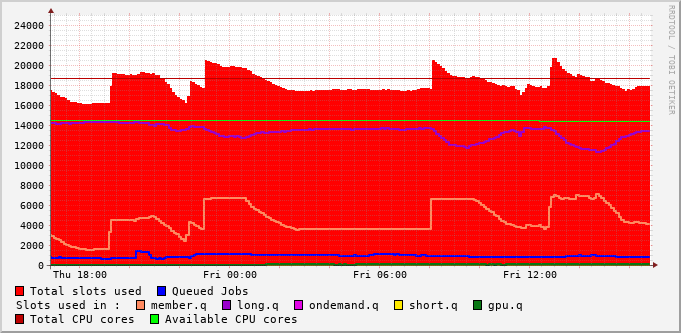 RRDTOOL / TOBI OETIKER
24000
22000
20000
18000
16000
14000
12000
10000
8000
6000
4000
2000
0
Thu 18:00 Fri 00:00 Fri 06:00 Fri 12:00
Total slots used Queued Jobs
Slots used in : member.q long.q ondemand.q short.q gpu.q
Total CPU cores Available CPU cores